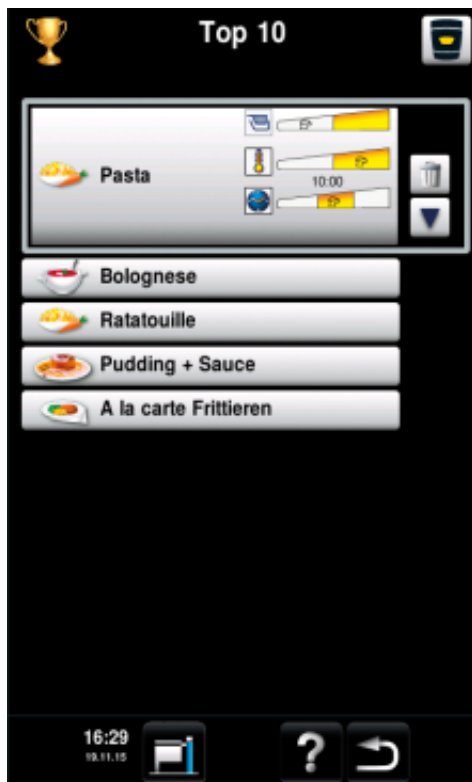 Top 10
Pasta
10:00
Bolognese
Ratatouille
Pudding + Sauce
A la carte Frittieren
16:29
19.11.15
?